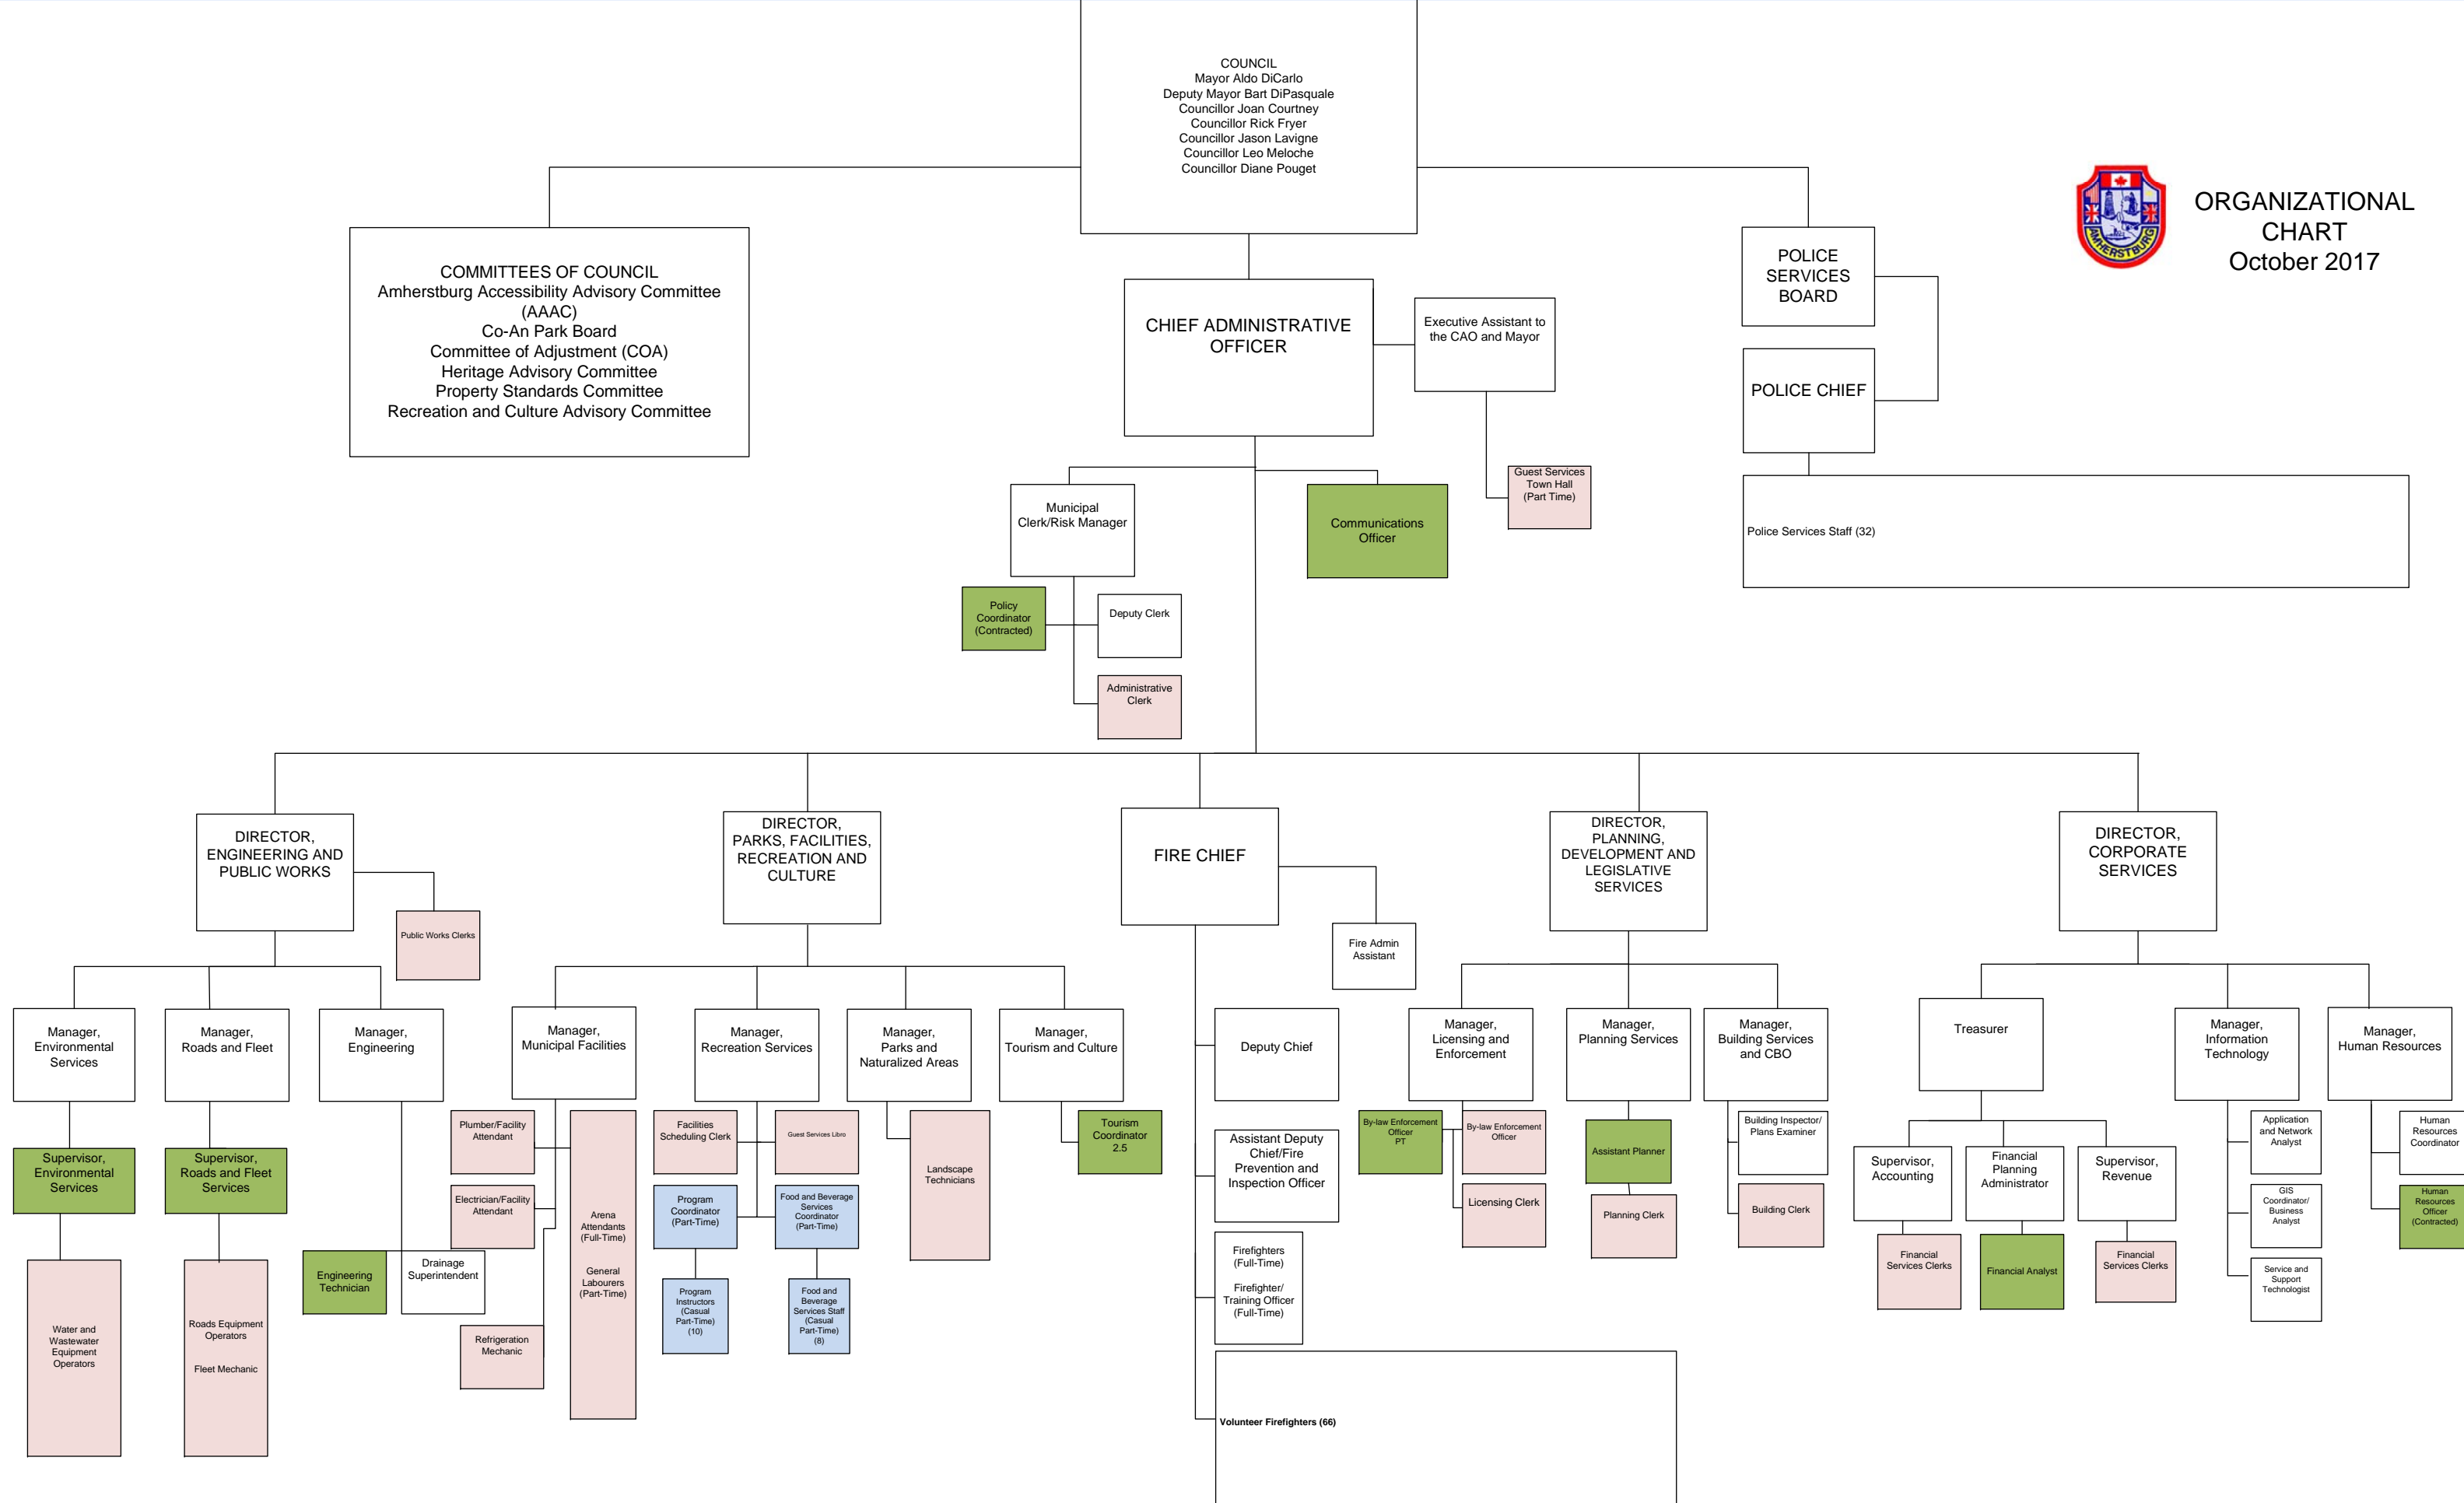 COUNCIL
Mayor Aldo DiCarlo
Deputy Mayor Bart DiPasquale
Councillor Joan Courtney
Councillor Rick Fryer
Councillor Jason Lavigne
Councillor Leo Meloche
Councillor Diane Pouget
AMHERSTBURG
ORGANIZATIONAL
CHART
October 2017
COMMITTEES OF COUNCIL
Amherstburg Accessibility Advisory Committee
(AAAC)
Co-An Park Board
Committee of Adjustment (COA)
Heritage Advisory Committee
Property Standards Committee
Recreation and Culture Advisory Committee
CHIEF ADMINISTRATIVE
OFFICER
Executive Assistant to
the CAO and Mayor
POLICE
SERVICES
BOARD
POLICE CHIEF
Police Services Staff (32)
Guest Services
Town Hall
(Part Time)
Municipal
Clerk/Risk Manager
Communications
Officer
Policy
Coordinator
(Contracted)
Deputy Clerk
Administrative
Clerk
DIRECTOR,
ENGINEERING AND
PUBLIC WORKS
DIRECTOR,
PARKS, FACILITIES,
RECREATION AND
CULTURE
FIRE CHIEF
DIRECTOR,
PLANNING,
DEVELOPMENT AND
LEGISLATIVE
SERVICES
DIRECTOR,
CORPORATE
SERVICES
Public Works Clerks
Fire Admin
Assistant
Manager,
Environmental
Services
Manager,
Roads and Fleet
Manager,
Engineering
Manager,
Municipal Facilities
Manager,
Recreation Services
Manager,
Parks and
Naturalized Areas
Manager,
Tourism and Culture
Deputy Chief
Manager,
Licensing and
Enforcement
Manager,
Planning Services
Manager,
Building Services
and CBO
Treasurer
Manager,
Information
Technology
Manager,
Human Resources
Supervisor,
Environmental
Services
Supervisor,
Roads and Fleet
Services
Plumber/Facility
Attendant
Electrician/Facility
Attendant
Arena
Attendants
(Full-Time)
General
Labourers
(Part-Time)
Facilities
Scheduling Clerk
Guest Services Libro
Program
Coordinator
(Part-Time)
Food and Beverage
Services
Coordinator
(Part-Time)
Landscape
Technicians
Tourism
Coordinator
2.5
Assistant Deputy
Chief/Fire
Prevention and
Inspection Officer
By-law Enforcement
Officer
PT
By-law Enforcement
Officer
Licensing Clerk
Assistant Planner
Planning Clerk
Building Inspector/
Plans Examiner
Building Clerk
Supervisor,
Accounting
Financial
Planning
Administrator
Supervisor,
Revenue
Application
and Network
Analyst
GIS
Coordinator/
Business
Analyst
Service and
Support
Technologist
Human
Resources
Coordinator
Human
Resources
Officer
(Contracted)
Water and
Wastewater
Equipment
Operators
Roads Equipment
Operators
Fleet Mechanic
Engineering
Technician
Drainage
Superintendent
Refrigeration
Mechanic
Program
Instructors
(Casual
Part-Time)
(10)
Food and
Beverage
Services Staff
(Casual
Part-Time)
(8)
Firefighters
(Full-Time)
Firefighter/
Training Officer
(Full-Time)
Financial
Services Clerks
Financial Analyst
Financial
Services Clerks
Volunteer Firefighters (66)